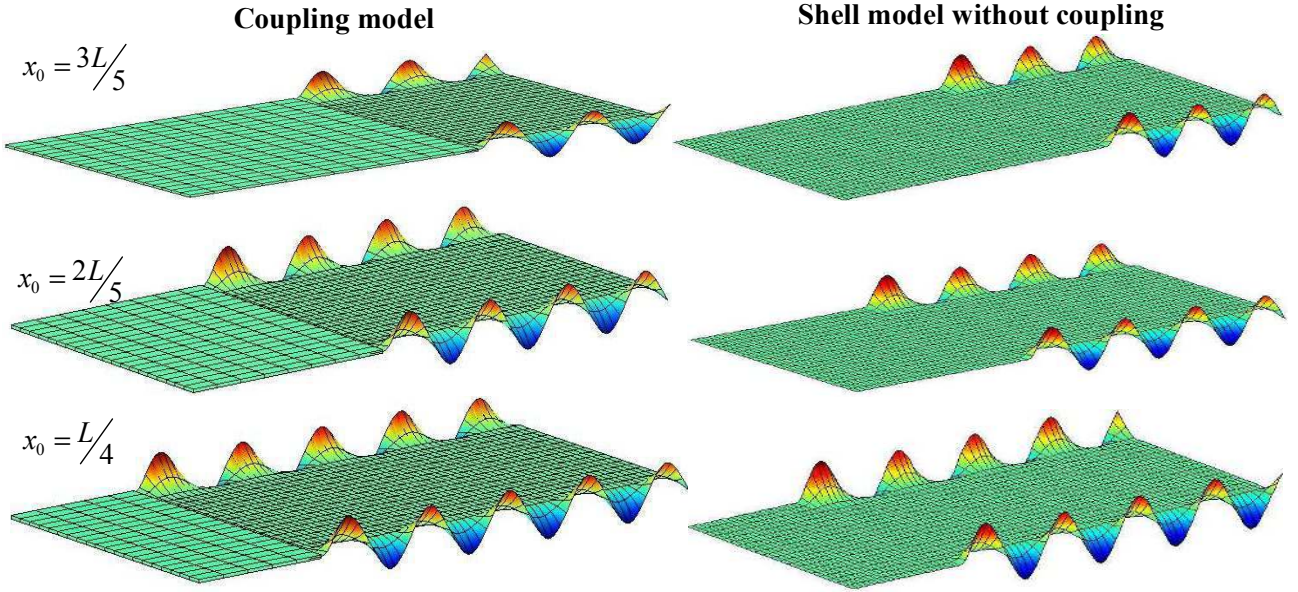 Coupling model
Shell model without coupling
x₀ = 3L/5
x₀ = 2L/5
x₀ = L/4